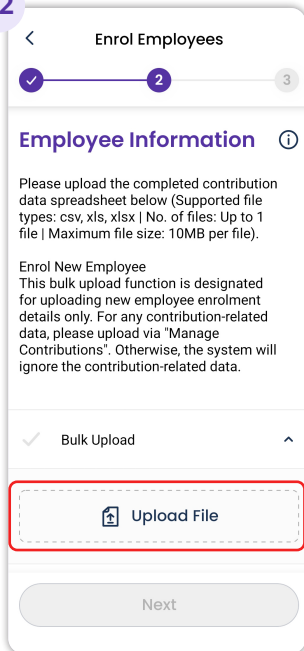 2
Enrol Employees
2
3
Employee Information
Please upload the completed contribution
data spreadsheet below (Supported file
types: csv, xls, xlsx | No. of files: Up to 1
file | Maximum file size: 10MB per file).
Enrol New Employee
This bulk upload function is designated
for uploading new employee enrolment
details only. For any contribution-related
data, please upload via "Manage
Contributions". Otherwise, the system will
ignore the contribution-related data.
Bulk Upload
Upload File
Next